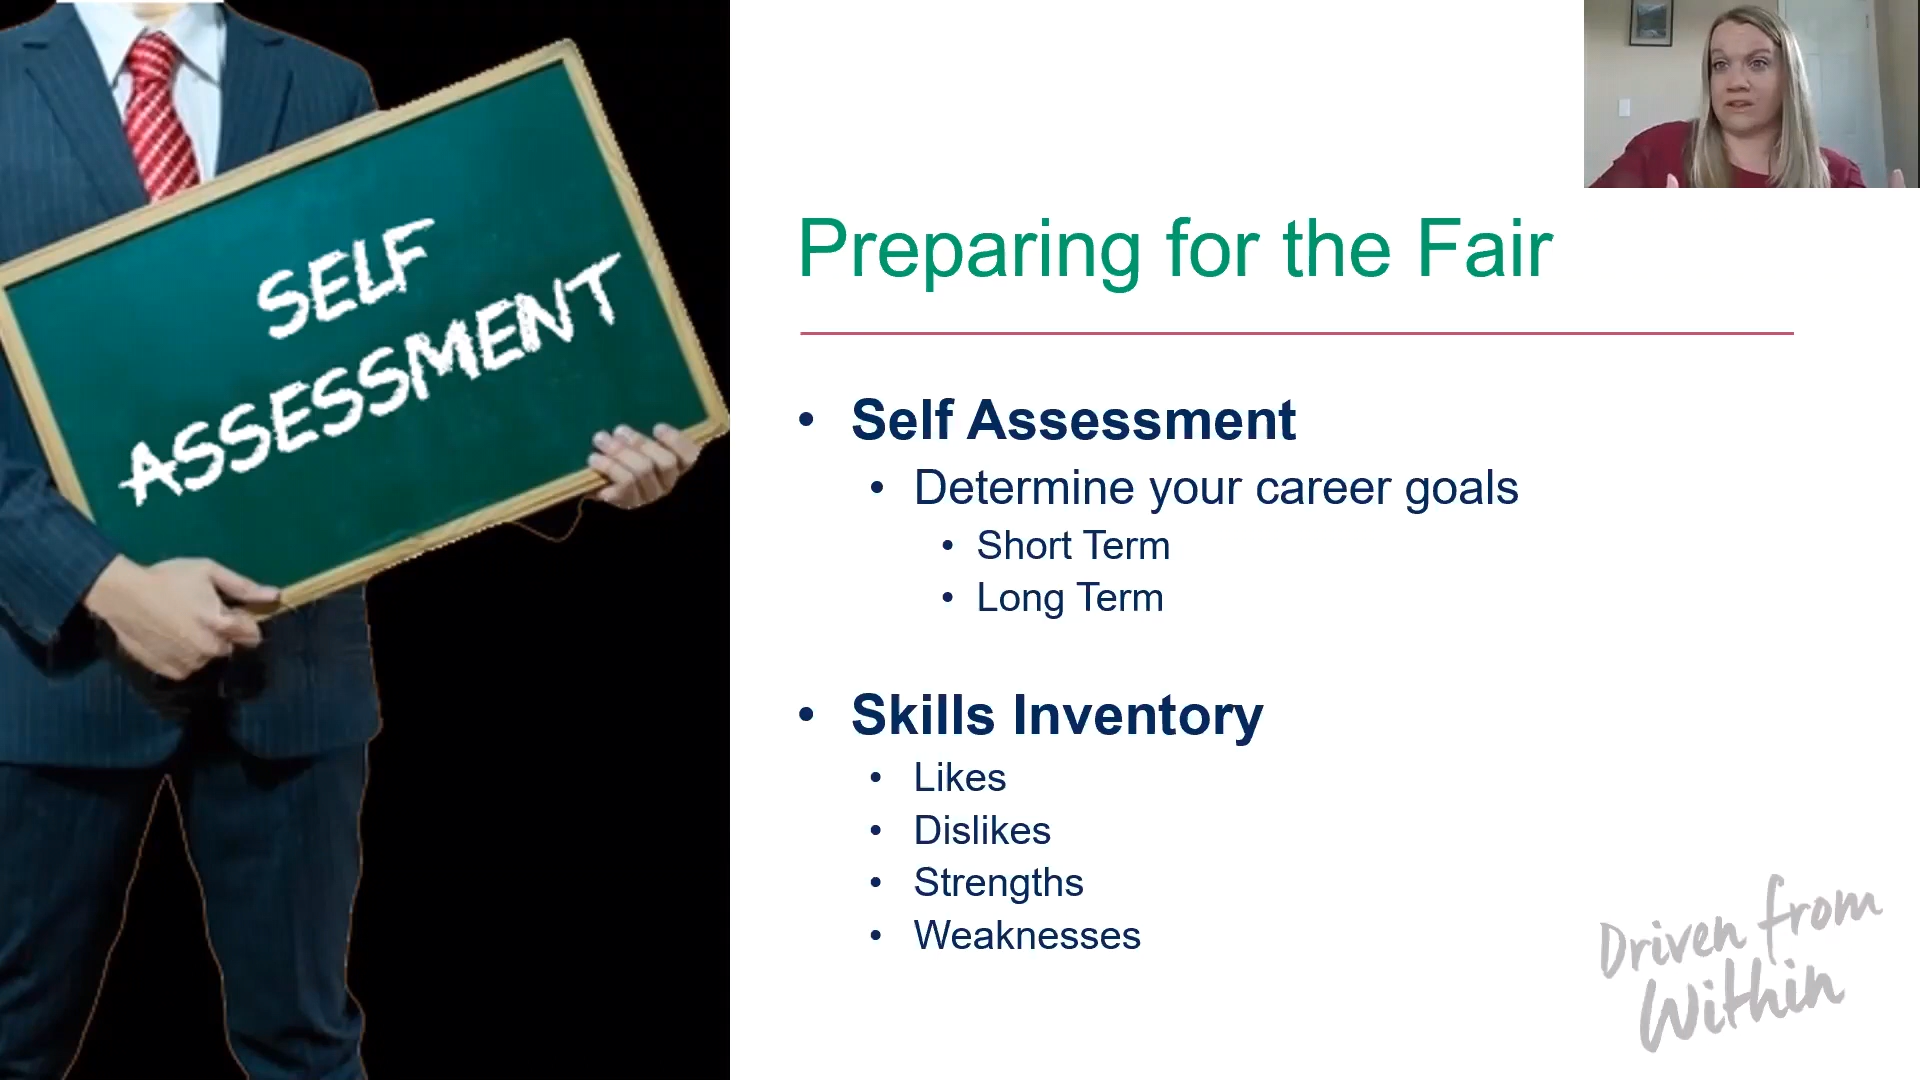 SELF
ASSESSMENT
Preparing for the Fair
• Self Assessment
• Determine your career goals
• Short Term
• Long Term
• Skills Inventory
• Likes
• Dislikes
• Strengths
• Weaknesses
Driven from
Within